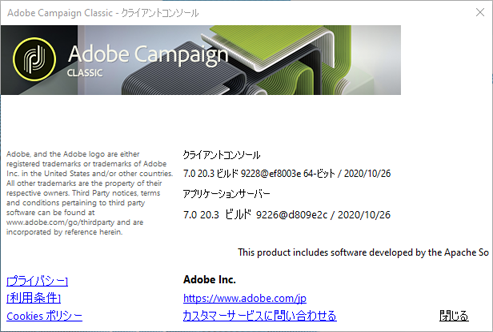 Adobe Campaign Classic - クライアントコンソール
Adobe Campaign
CLASSIC
Adobe, and the Adobe logo are either
registered trademarks or trademarks of Adobe
Inc. in the United States and/or other countries.
All other trademarks are the property of their
respective owners. Third Party notices, terms
and conditions pertaining to third party
software can be found at
www.adobe.com/go/thirdparty and are
incorporated by reference herein.
クライアントコンソール
7.0 20.3 ビルド 9228@ef8003e 64-ビット / 2020/10/26
アプリケーションサーバー
7.0 20.3 ビルド 9226@d809e2c / 2020/10/26
This product includes software developed by the Apache So
[プライバシー]
[利用条件]
Cookies ポリシー
Adobe Inc.
https://www.adobe.com/jp
カスタマーサービスに問い合わせる
閉じる